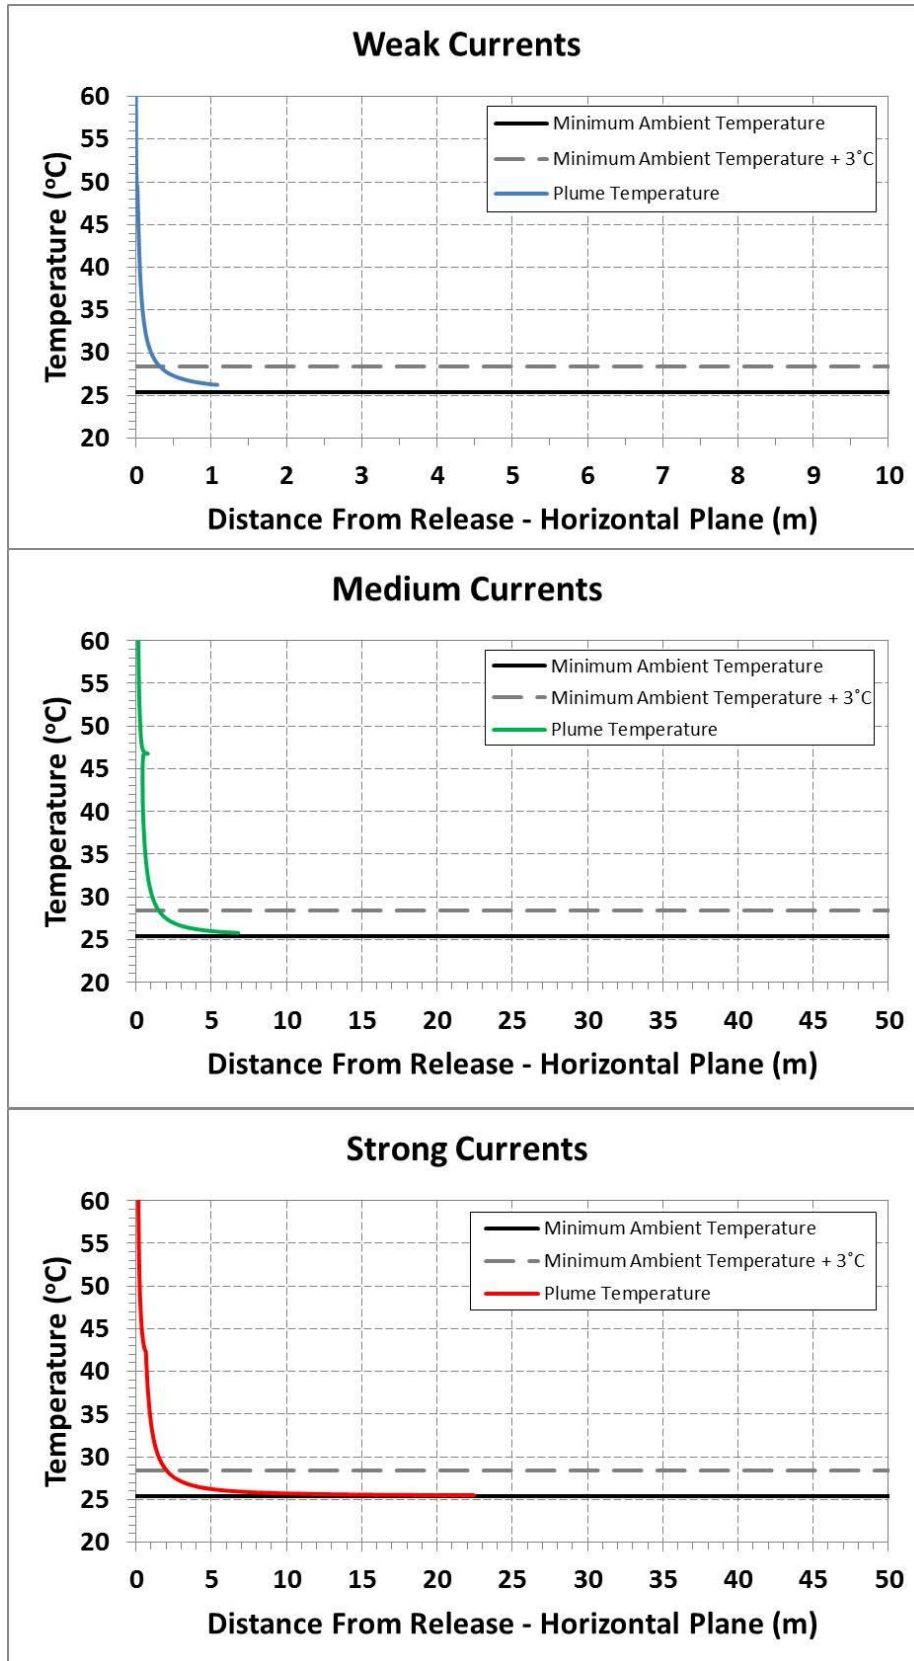 Weak Currents
Temperature (°C)
60
55
50
45
40
35
30
25
20
Minimum Ambient Temperature
Minimum Ambient Temperature + 3˚C
Plume Temperature
0 1 2 3 4 5 6 7 8 9 10
Distance From Release - Horizontal Plane (m)
Medium Currents
Temperature (°C)
60
55
50
45
40
35
30
25
20
Minimum Ambient Temperature
Minimum Ambient Temperature + 3˚C
Plume Temperature
0 5 10 15 20 25 30 35 40 45 50
Distance From Release - Horizontal Plane (m)
Strong Currents
Temperature (°C)
60
55
50
45
40
35
30
25
20
Minimum Ambient Temperature
Minimum Ambient Temperature + 3˚C
Plume Temperature
0 5 10 15 20 25 30 35 40 45 50
Distance From Release - Horizontal Plane (m)